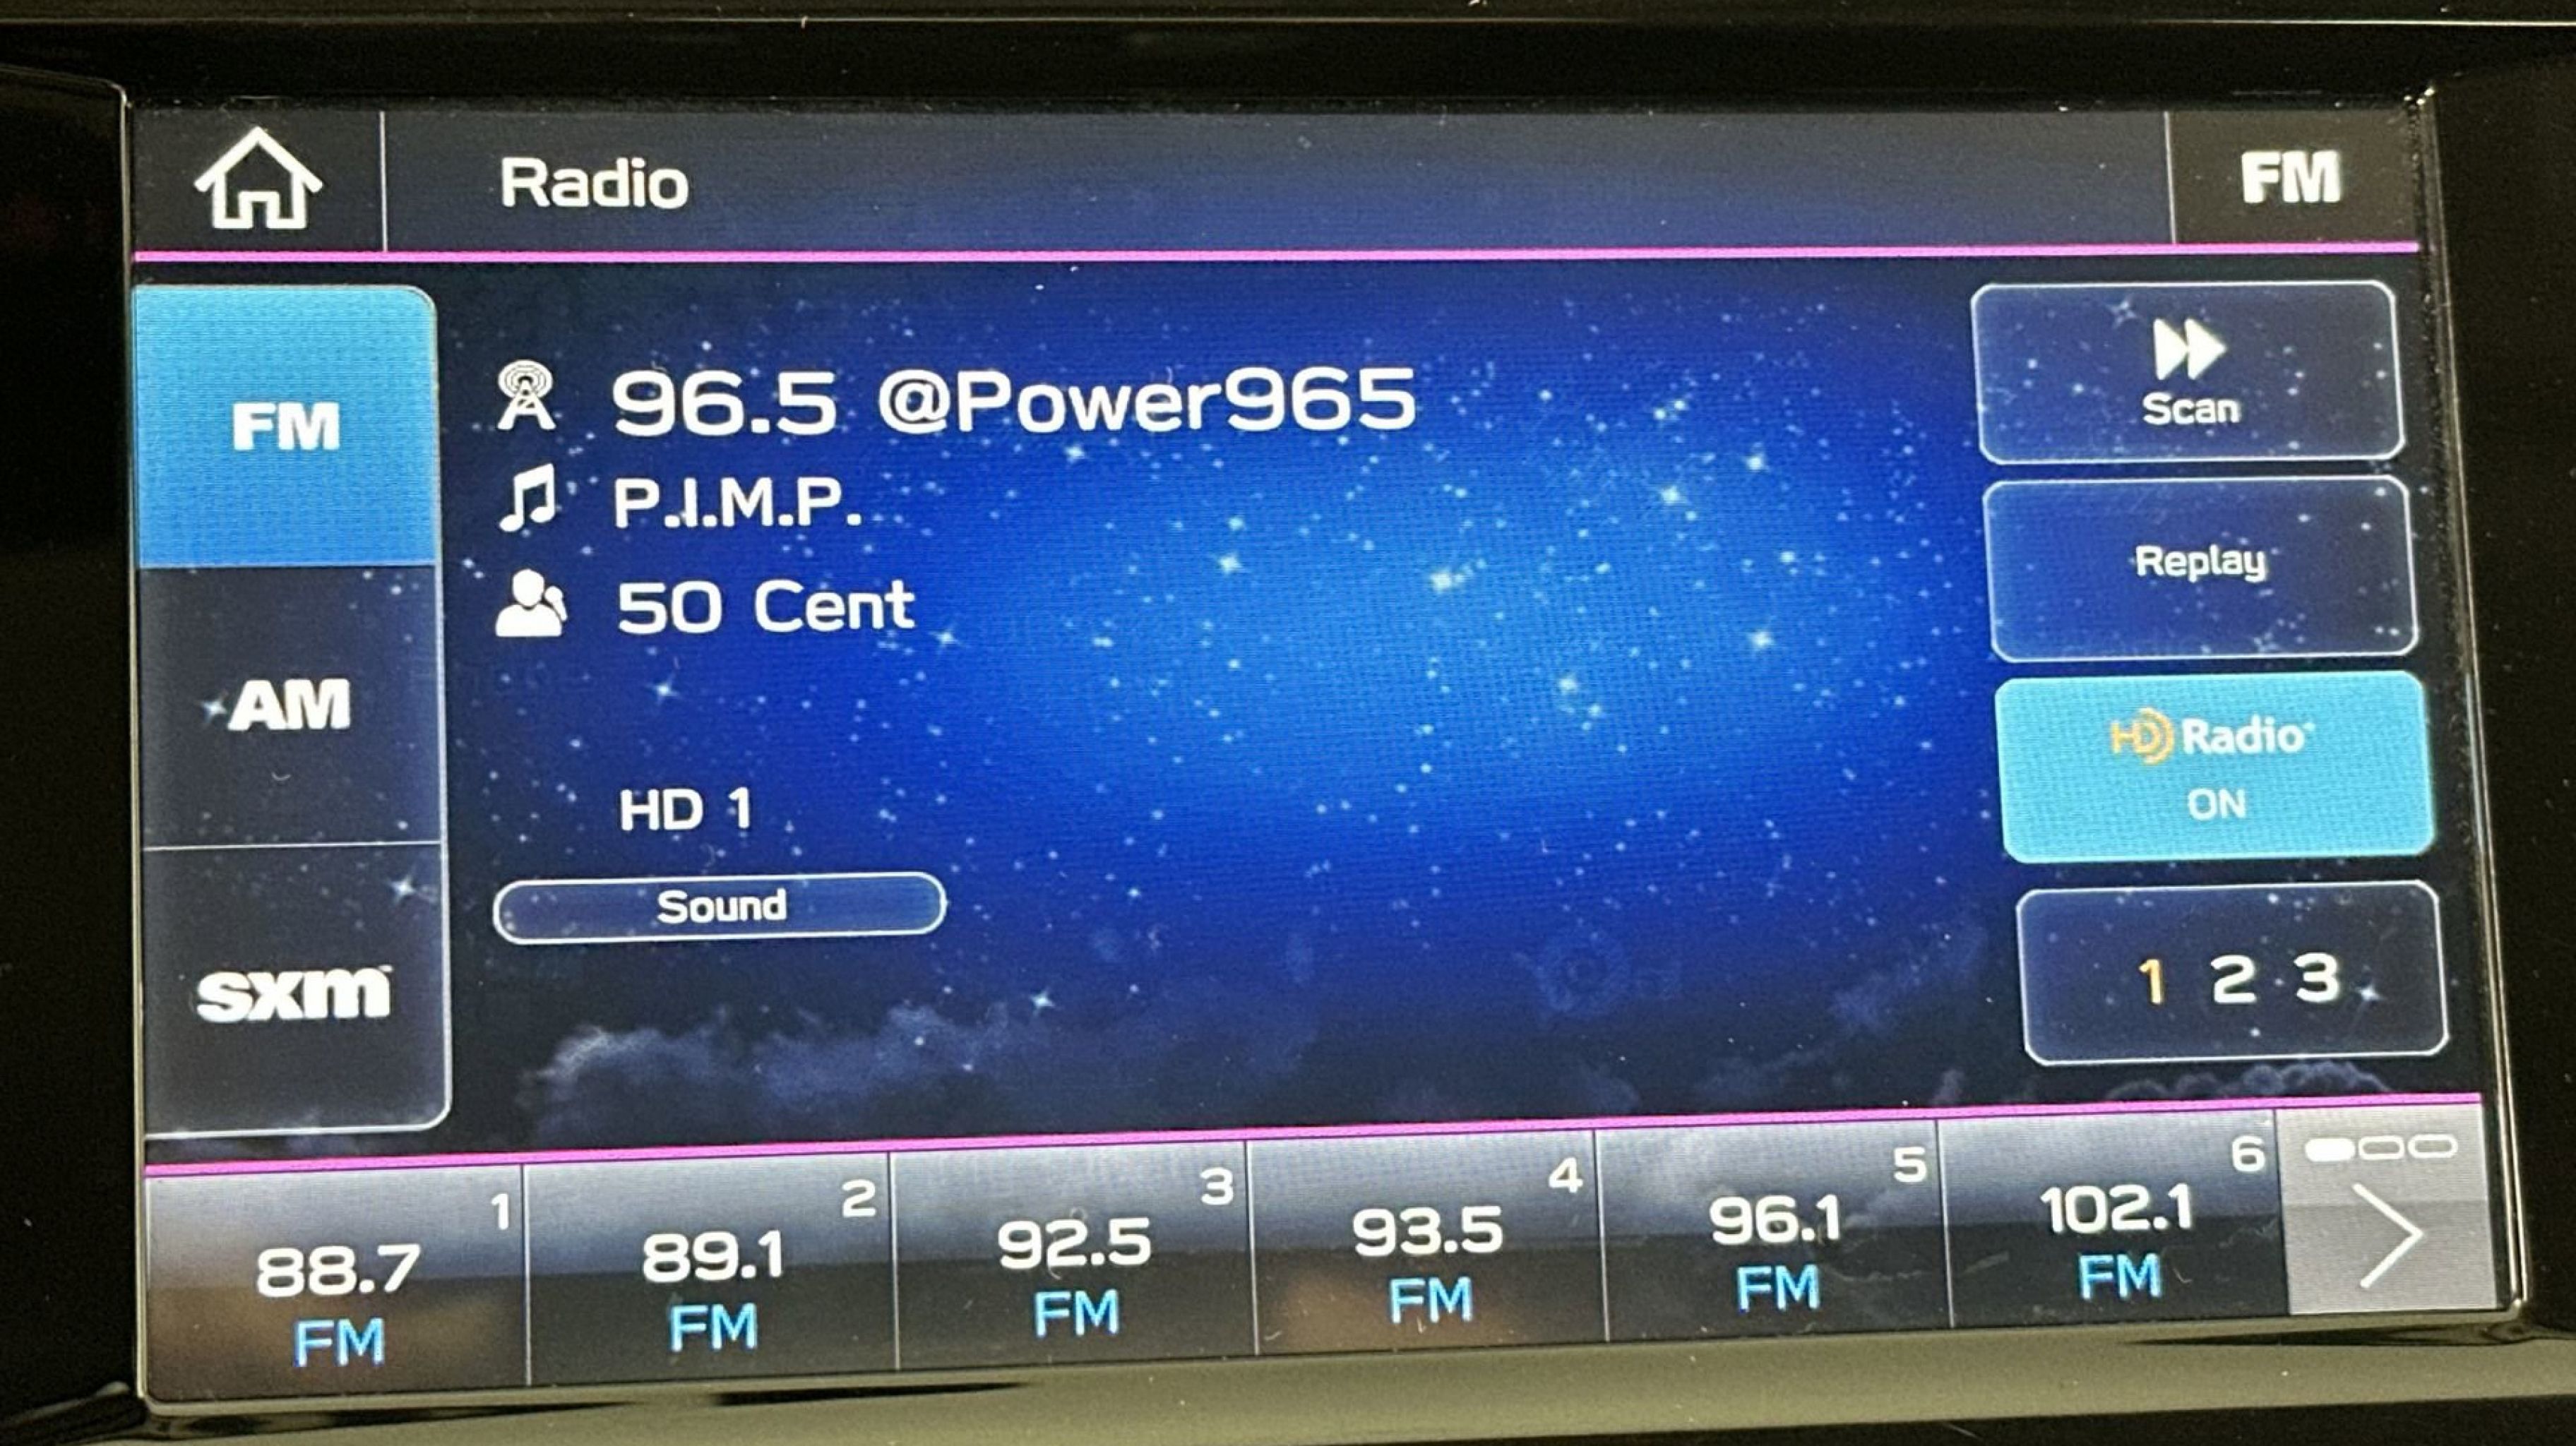 Radio
FM
FM
AM
sxm
96.5 @Power965
P.I.M.P.
50 Cent
HD 1
Sound
Scan
Replay
HD Radio
ON
1 2 3
1
88.7
FM
2
89.1
FM
3
92.5
FM
4
93.5
FM
5
96.1
FM
6
102.1
FM